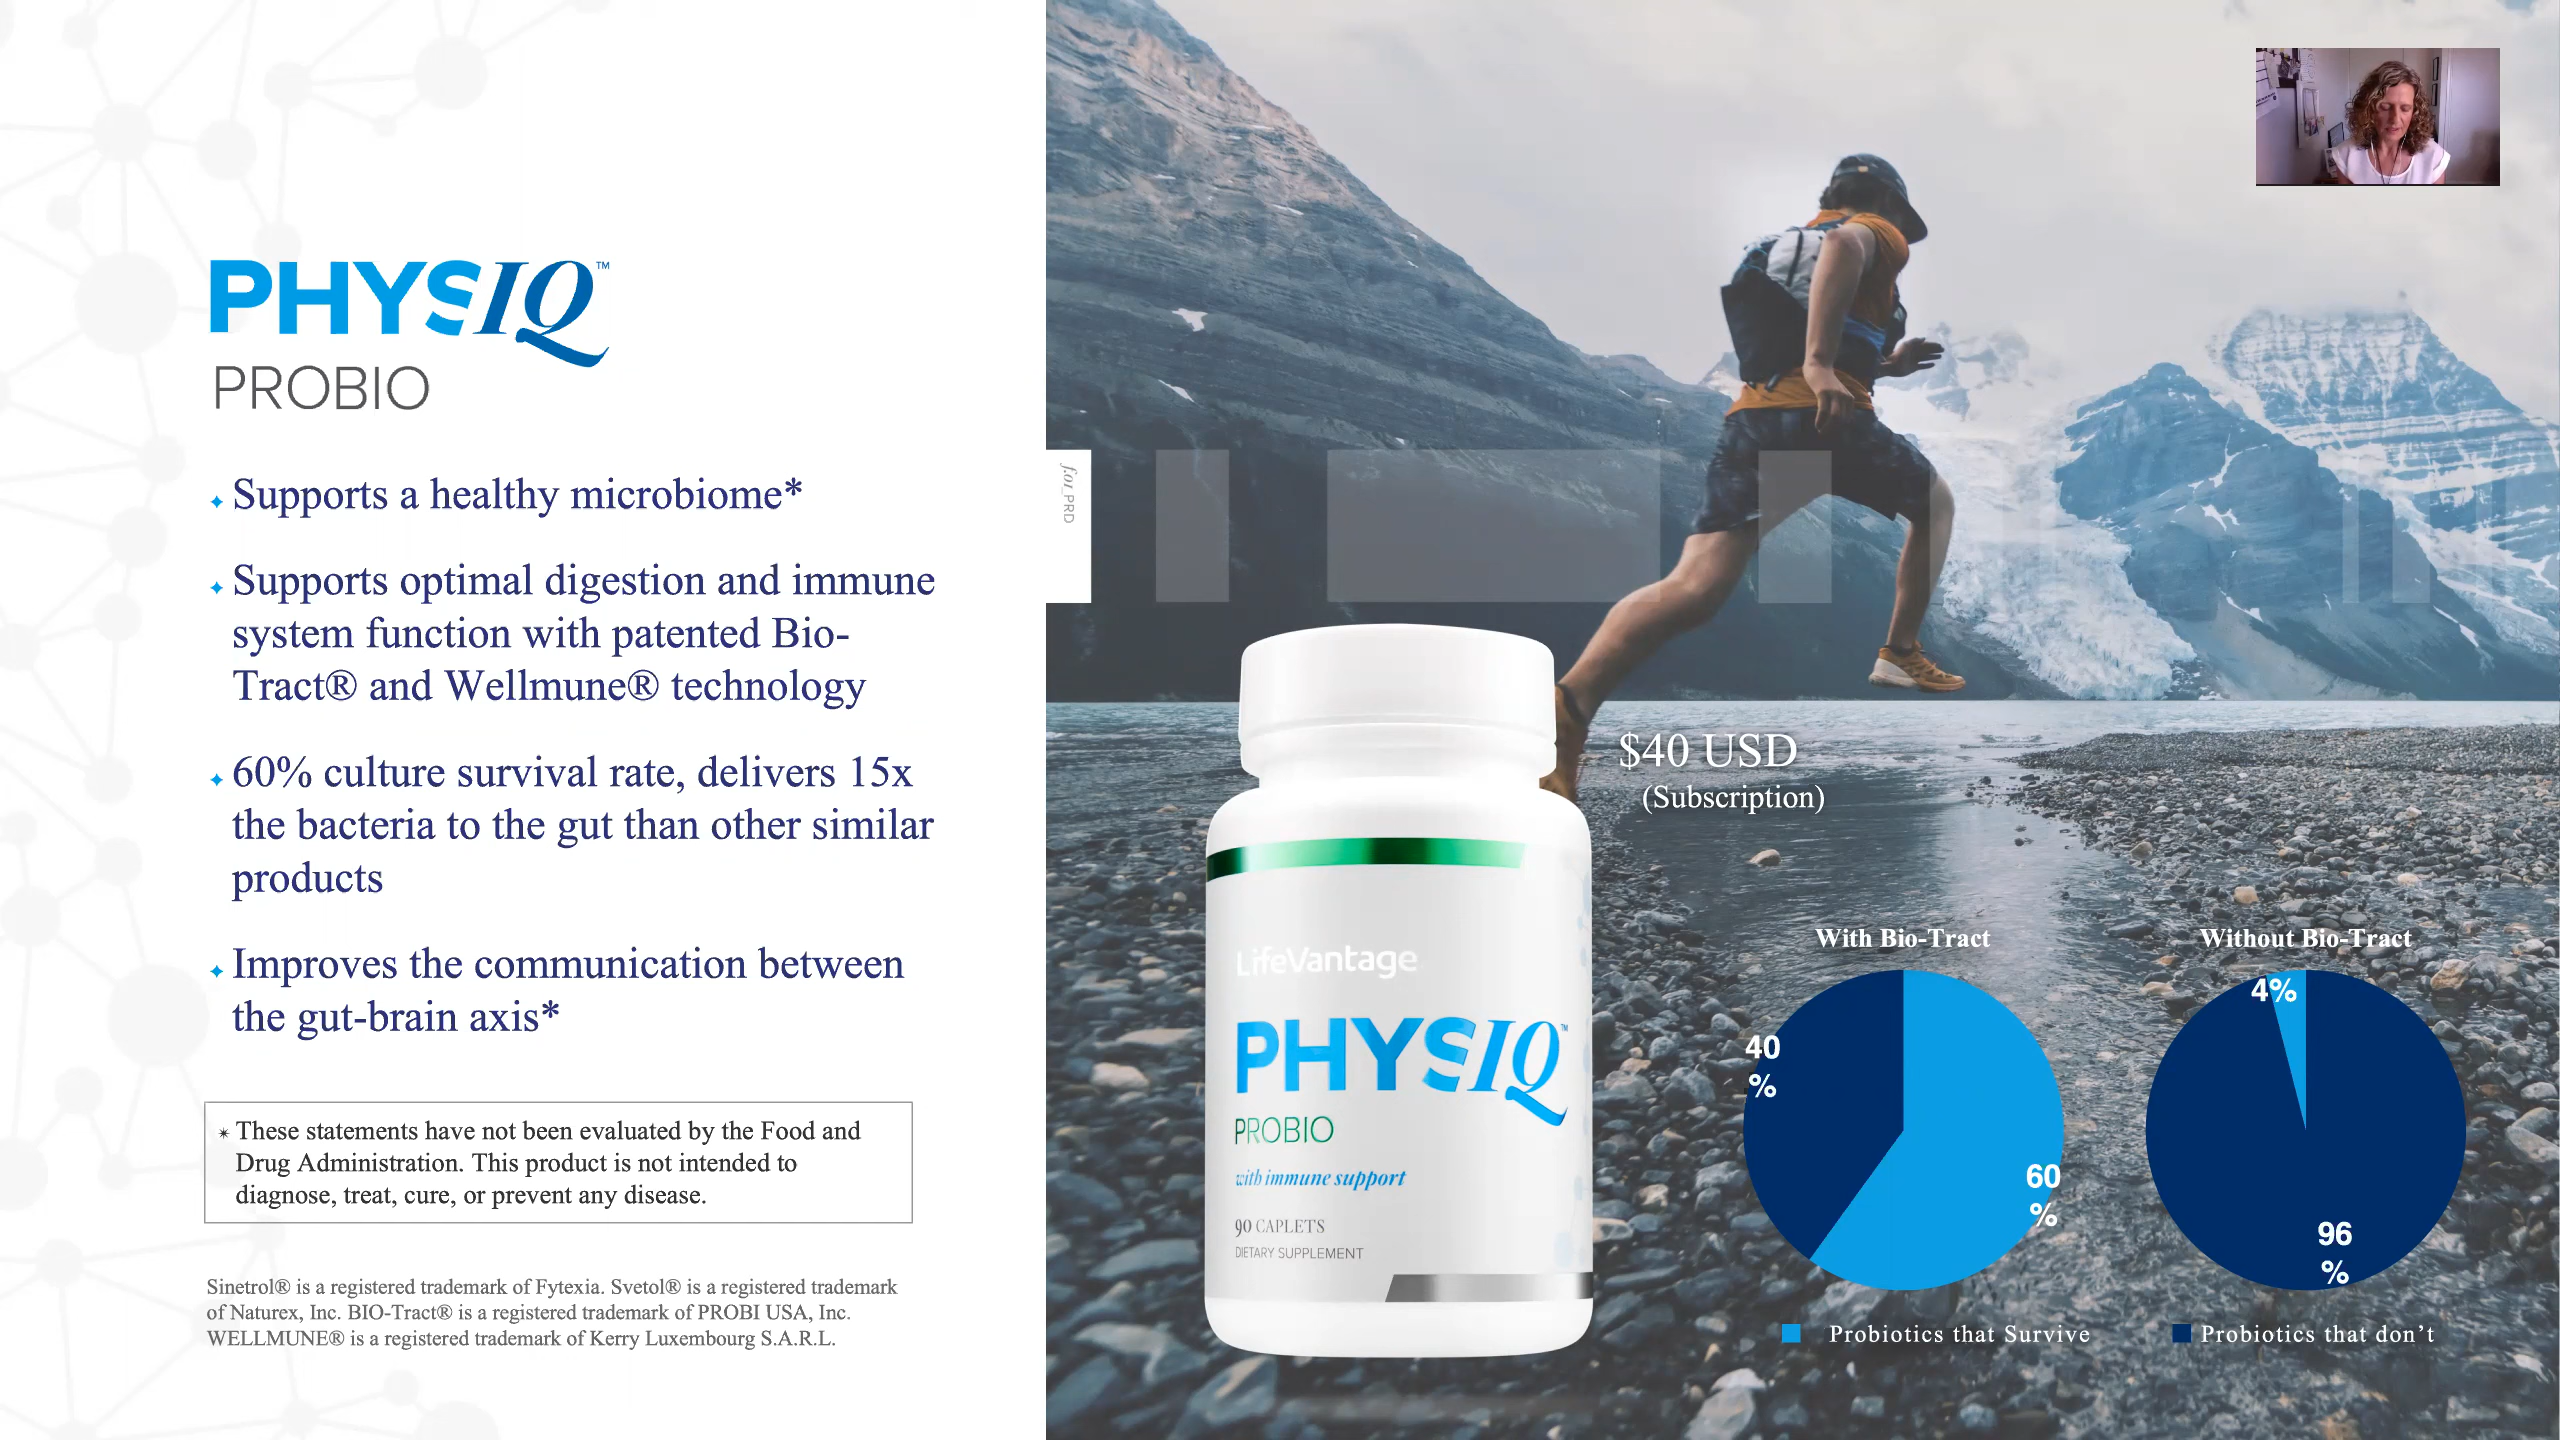 PHYSIQ™
PROBIO
Supports a healthy microbiome*
Supports optimal digestion and immune
system function with patented Bio-
Tract® and Wellmune® technology
60% culture survival rate, delivers 15x
the bacteria to the gut than other similar
products
Improves the communication between
the gut-brain axis*
* These statements have not been evaluated by the Food and
Drug Administration. This product is not intended to
diagnose, treat, cure, or prevent any disease.
Sinetrol® is a registered trademark of Fytexia. Svetol® is a registered trademark
of Naturex, Inc. BIO-Tract® is a registered trademark of PROBI USA, Inc.
WELLMUNE® is a registered trademark of Kerry Luxembourg S.A.R.L.
for_PRD
$40 USD
(Subscription)
LifeVantage
PHYSIQ™
PROBIO
with immune support
90 CAPLETS
DIETARY SUPPLEMENT
With Bio-Tract
40
%
60
%
Without Bio-Tract
4%
96
%
Probiotics that Survive
Probiotics that don’t